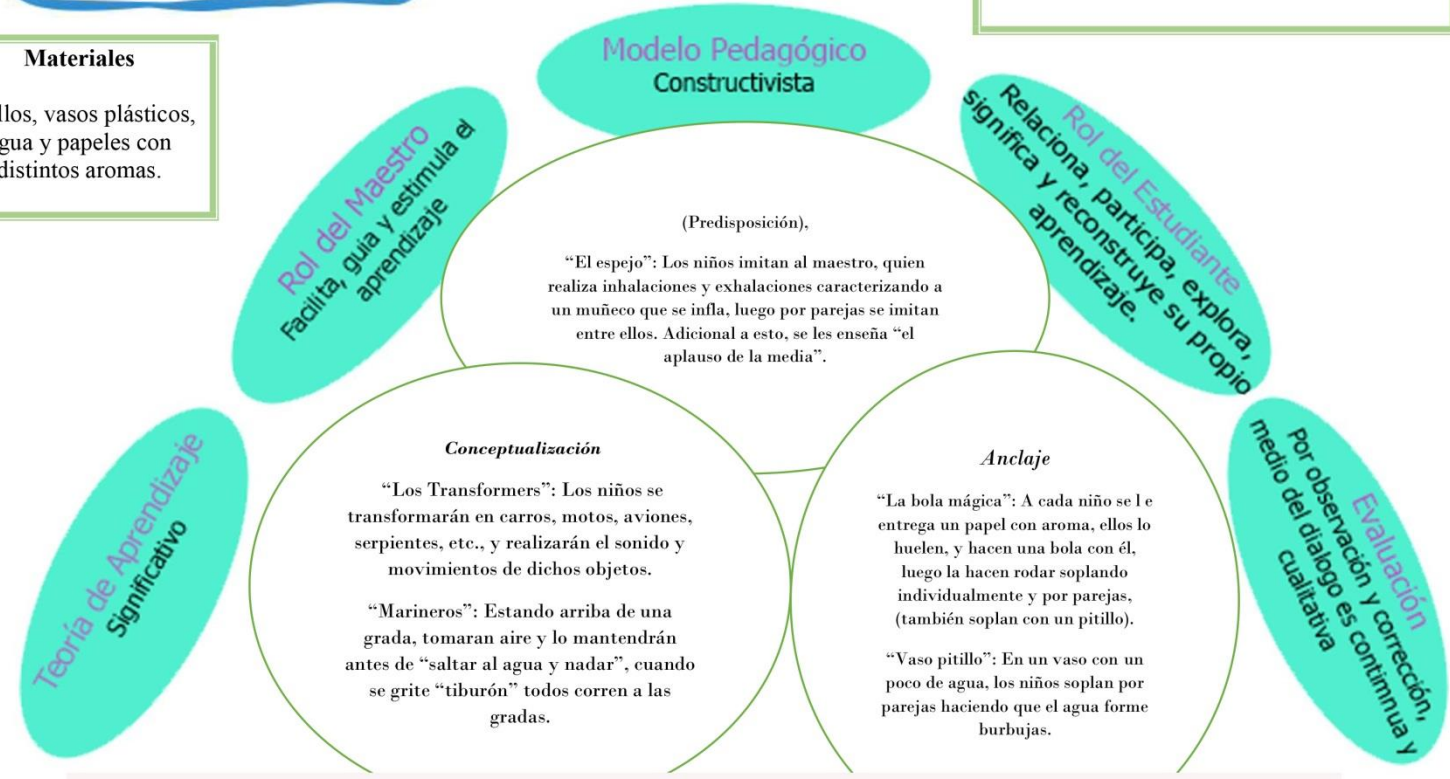 Materiales
llos, vasos plásticos,
gua y papeles con
distintos aromas.
Modelo Pedagógico
Constructivista
Rol del Maestro
Facilita, guia y estimula el
aprendizaje
Rol del Estudiante
Relaciona, participa, explora,
significa y reconstruye su propio
aprendizaje.
Teoría de Aprendizaje
Significativo
Evaluación
Por observación y corrección,
medio del dialogo es contimnua y
cualitativa
(Predisposición),
“El espejo”: Los niños imitan al maestro, quien
realiza inhalaciones y exhalaciones caracterizando a
un muñeco que se infla, luego por parejas se imitan
entre ellos. Adicional a esto, se les enseña “el
aplauso de la media”.
Conceptualización
“Los Transformers”: Los niños se
transformarán en carros, motos, aviones,
serpientes, etc., y realizarán el sonido y
movimientos de dichos objetos.
“Marineros”: Estando arriba de una
grada, tomaran aire y lo mantendrán
antes de “saltar al agua y nadar”, cuando
se grite “tiburón” todos corren a las
gradas.
Anclaje
“La bola mágica”: A cada niño se l e
entrega un papel con aroma, ellos lo
huelen, y hacen una bola con él,
luego la hacen rodar soplando
individualmente y por parejas,
(también soplan con un pitillo).
“Vaso pitillo”: En un vaso con un
poco de agua, los niños soplan por
parejas haciendo que el agua forme
burbujas.